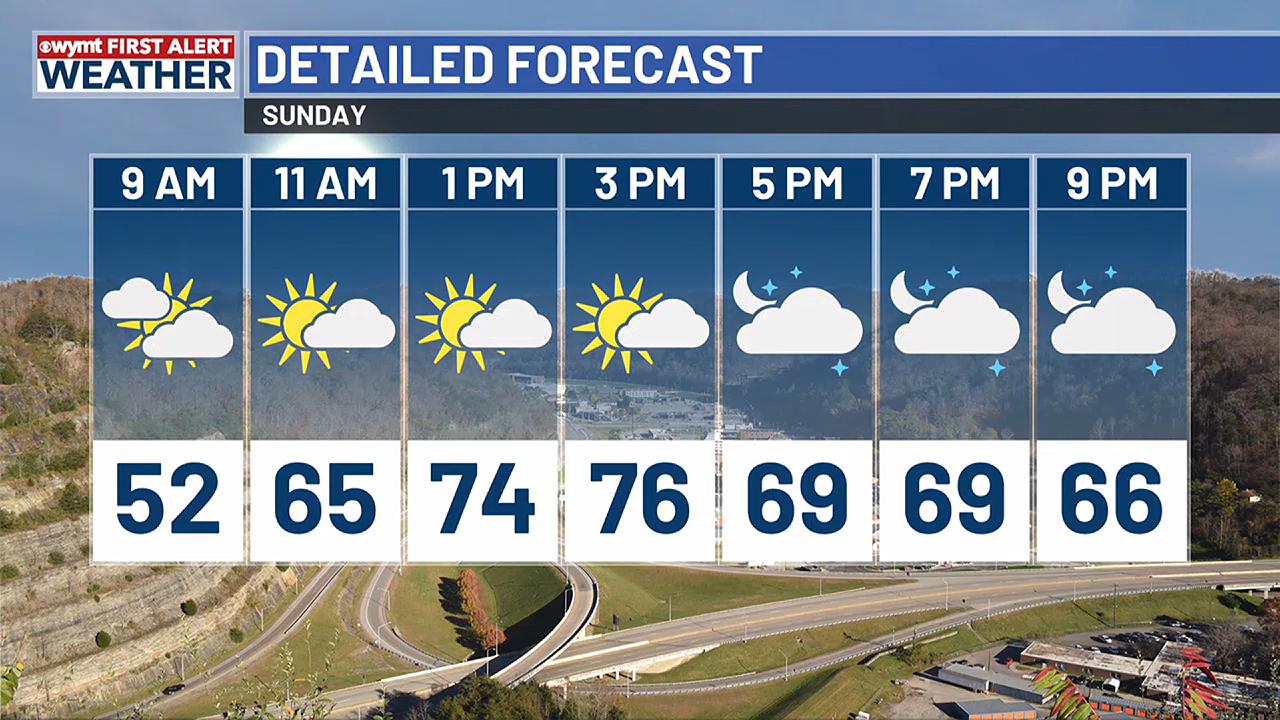 wymt FIRST ALERT
WEATHER
DETAILED FORECAST
SUNDAY
9 AM 11 AM 1 PM 3 PM 5 PM 7 PM 9 PM
52 65 74 76 69 69 66